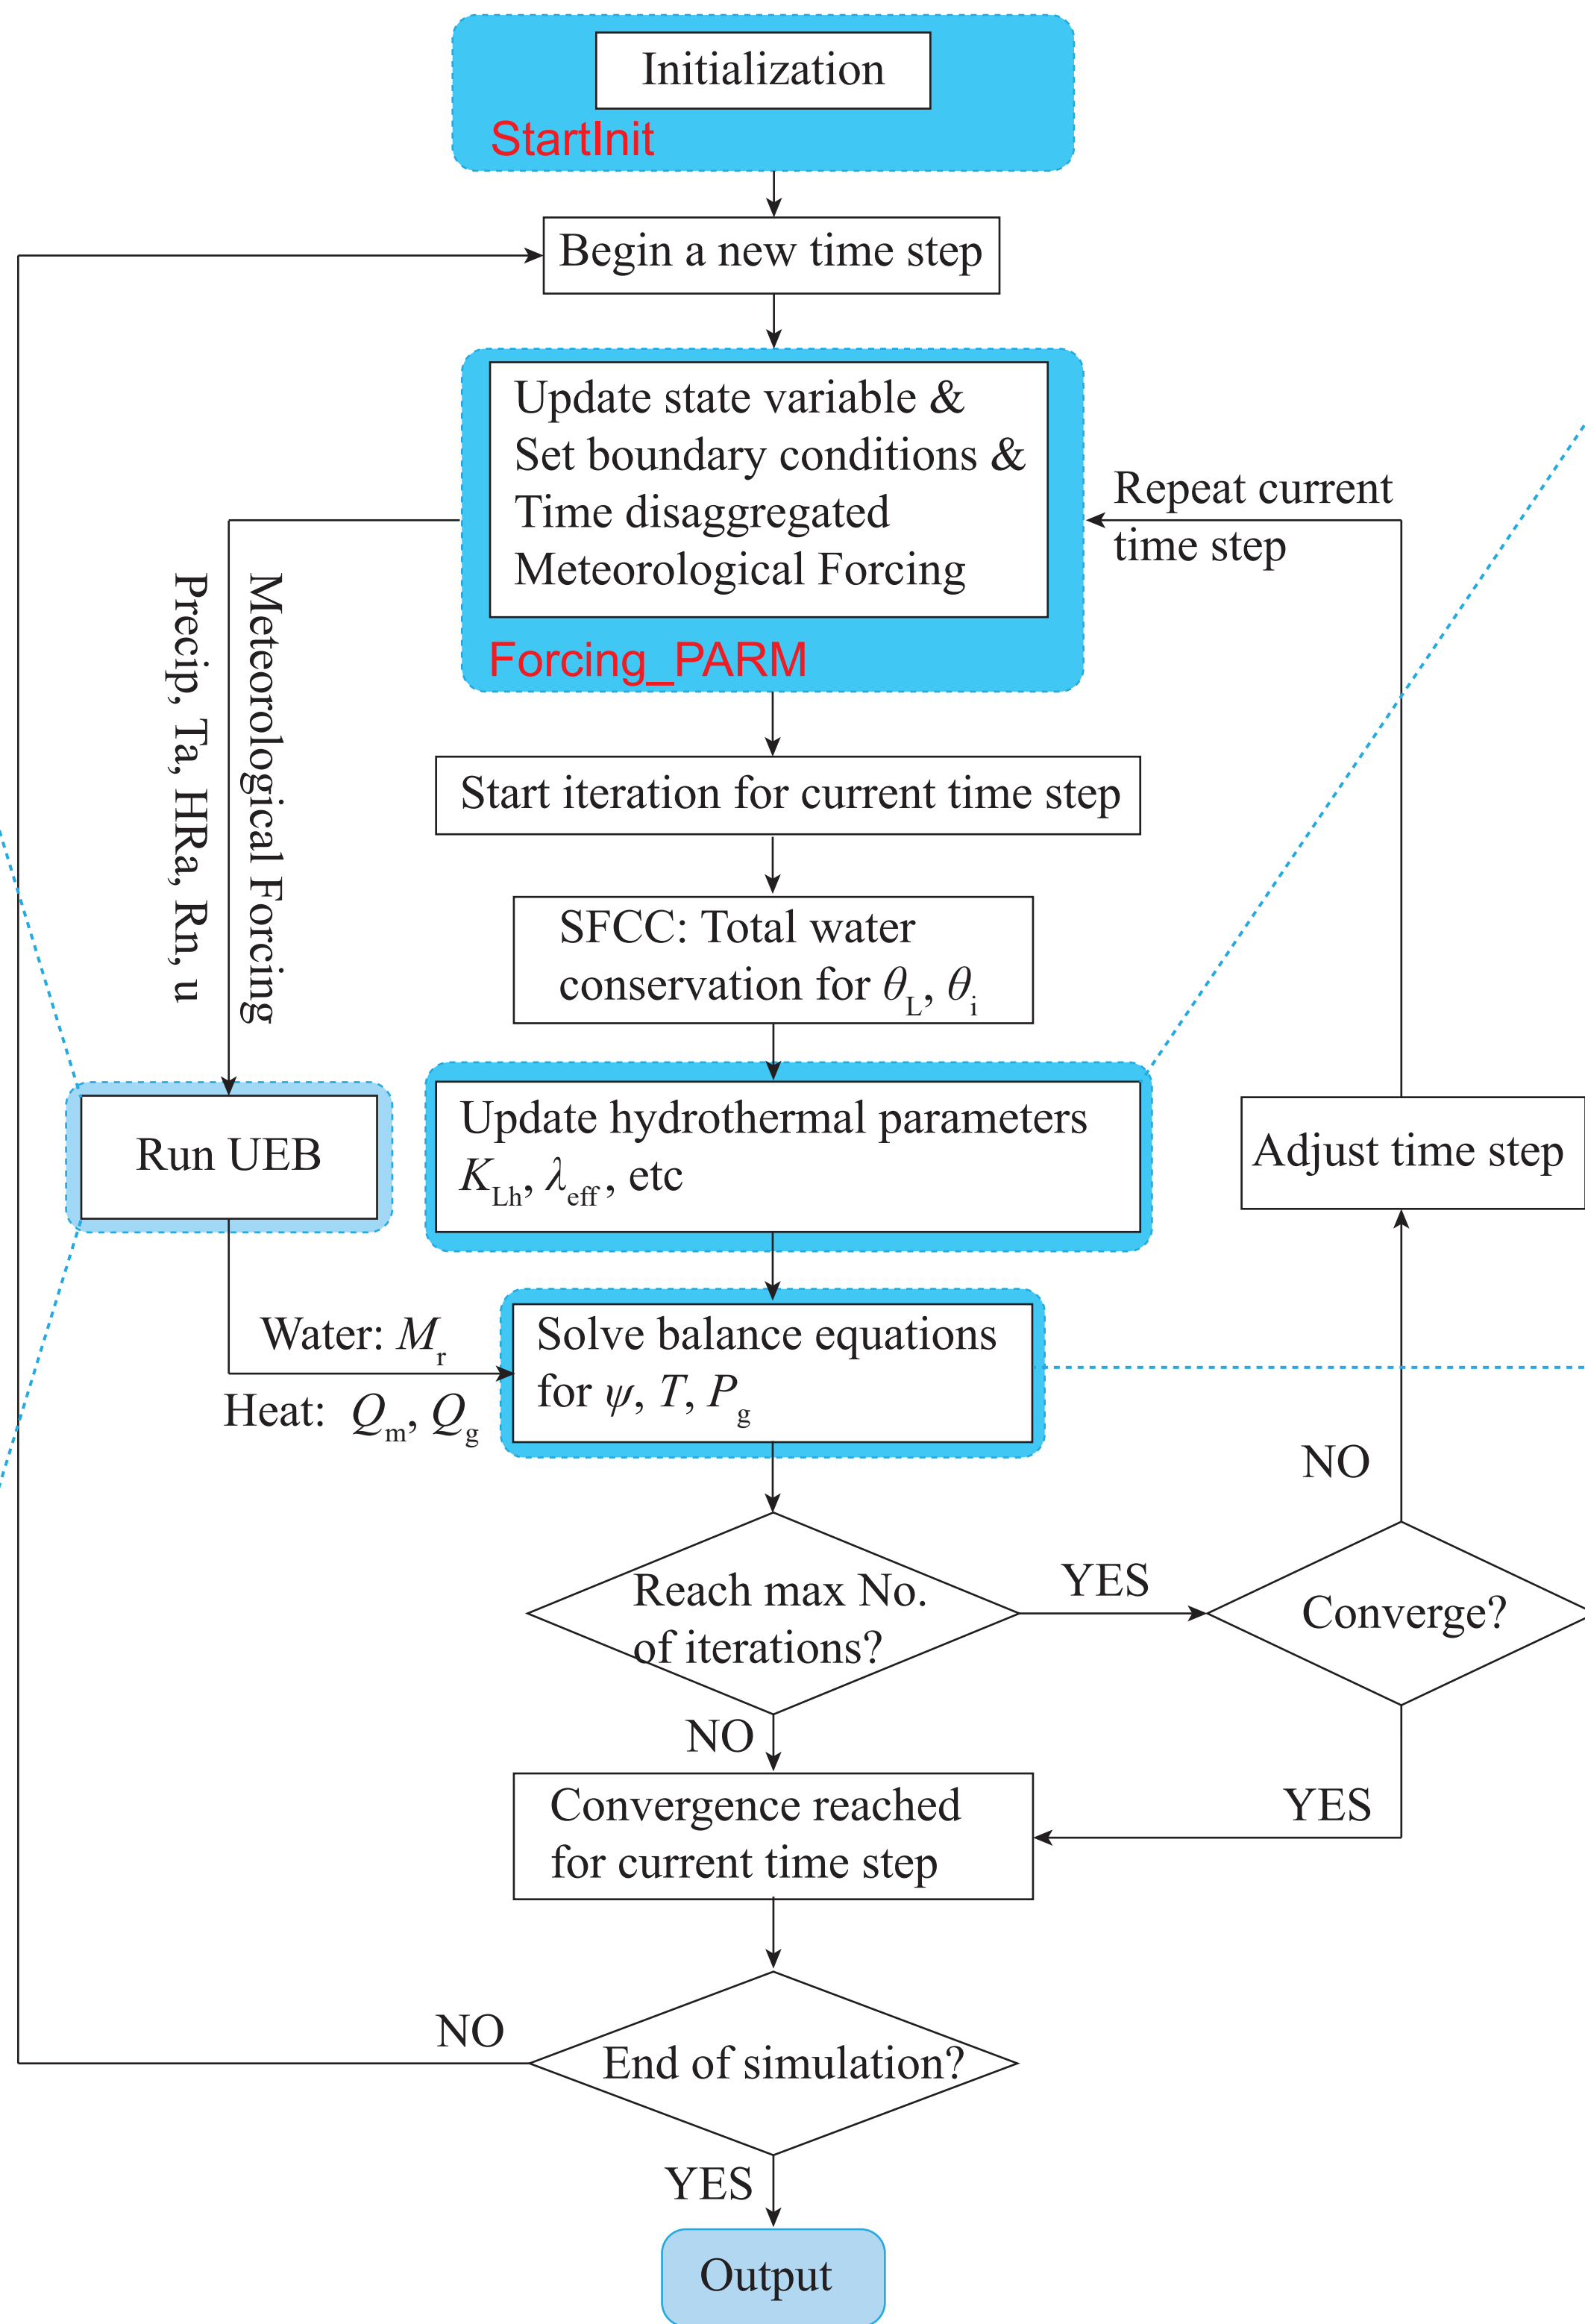 Initialization
StartInit
Begin a new time step
Update state variable &
Set boundary conditions &
Time disaggregated
Meteorological Forcing
Forcing_PARM
Repeat current
time step
Meteorological Forcing
Precip, Ta, HRa, Rn, u
Start iteration for current time step
SFCC: Total water
conservation for θL, θi
Run UEB
Update hydrothermal parameters
KLh, λeff, etc
Adjust time step
Water: Mr
Heat: Qm, Qg
Solve balance equations
for ψ, T, Pg
NO
Reach max No.
of iterations?
YES
Converge?
NO
YES
Convergence reached
for current time step
NO
End of simulation?
YES
Output